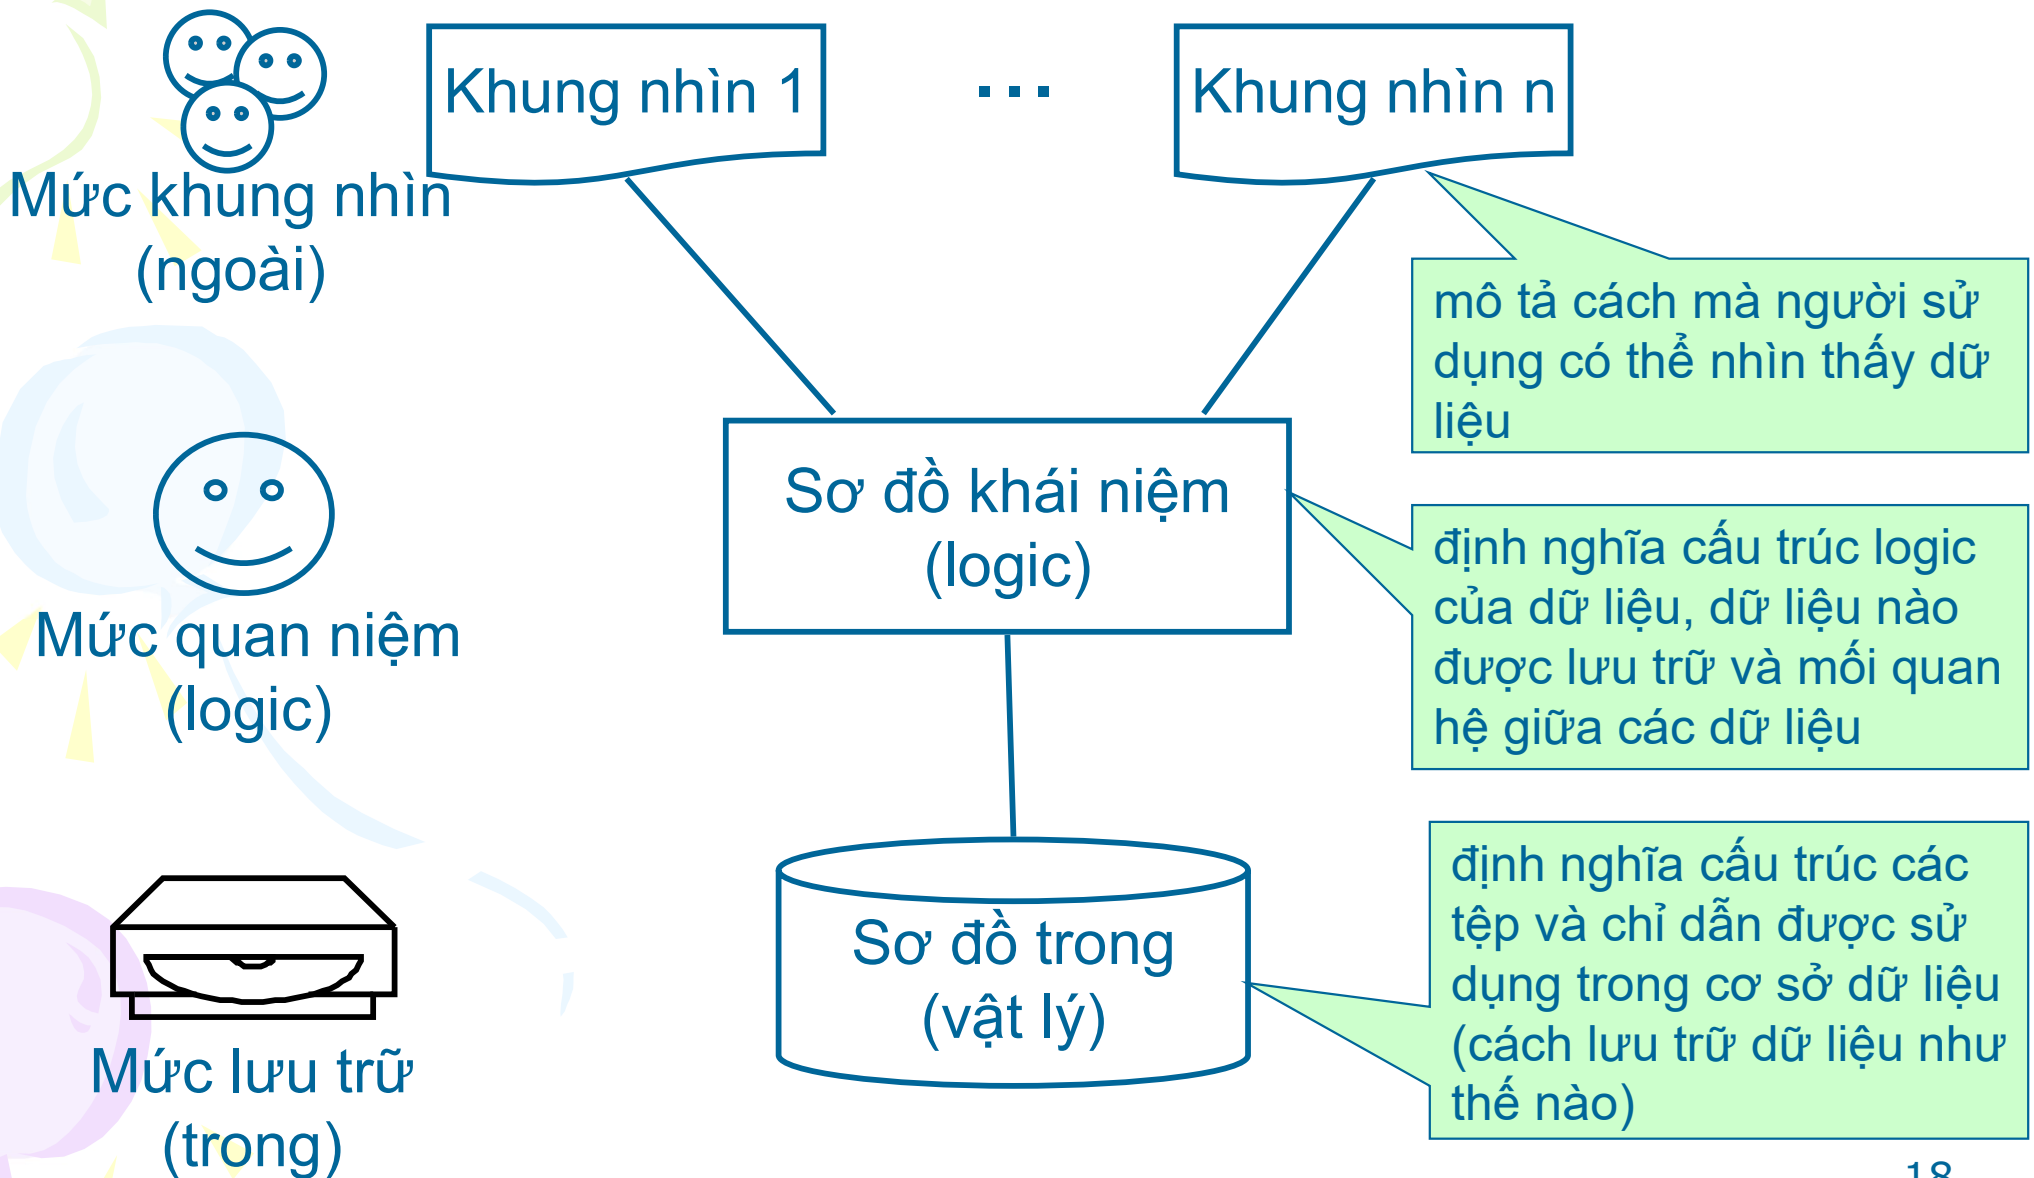 Khung nhìn 1
...
Khung nhìn n
Mức khung nhìn
(ngoài)
mô tả cách mà người sử
dụng có thể nhìn thấy dữ
liệu
Sơ đồ khái niệm
(logic)
định nghĩa cấu trúc logic
của dữ liệu, dữ liệu nào
được lưu trữ và mối quan
hệ giữa các dữ liệu
Mức quan niệm
(logic)
Sơ đồ trong
(vật lý)
định nghĩa cấu trúc các
tệp và chỉ dẫn được sử
dụng trong cơ sở dữ liệu
(cách lưu trữ dữ liệu như
thế nào)
Mức lưu trữ
(trong)
18